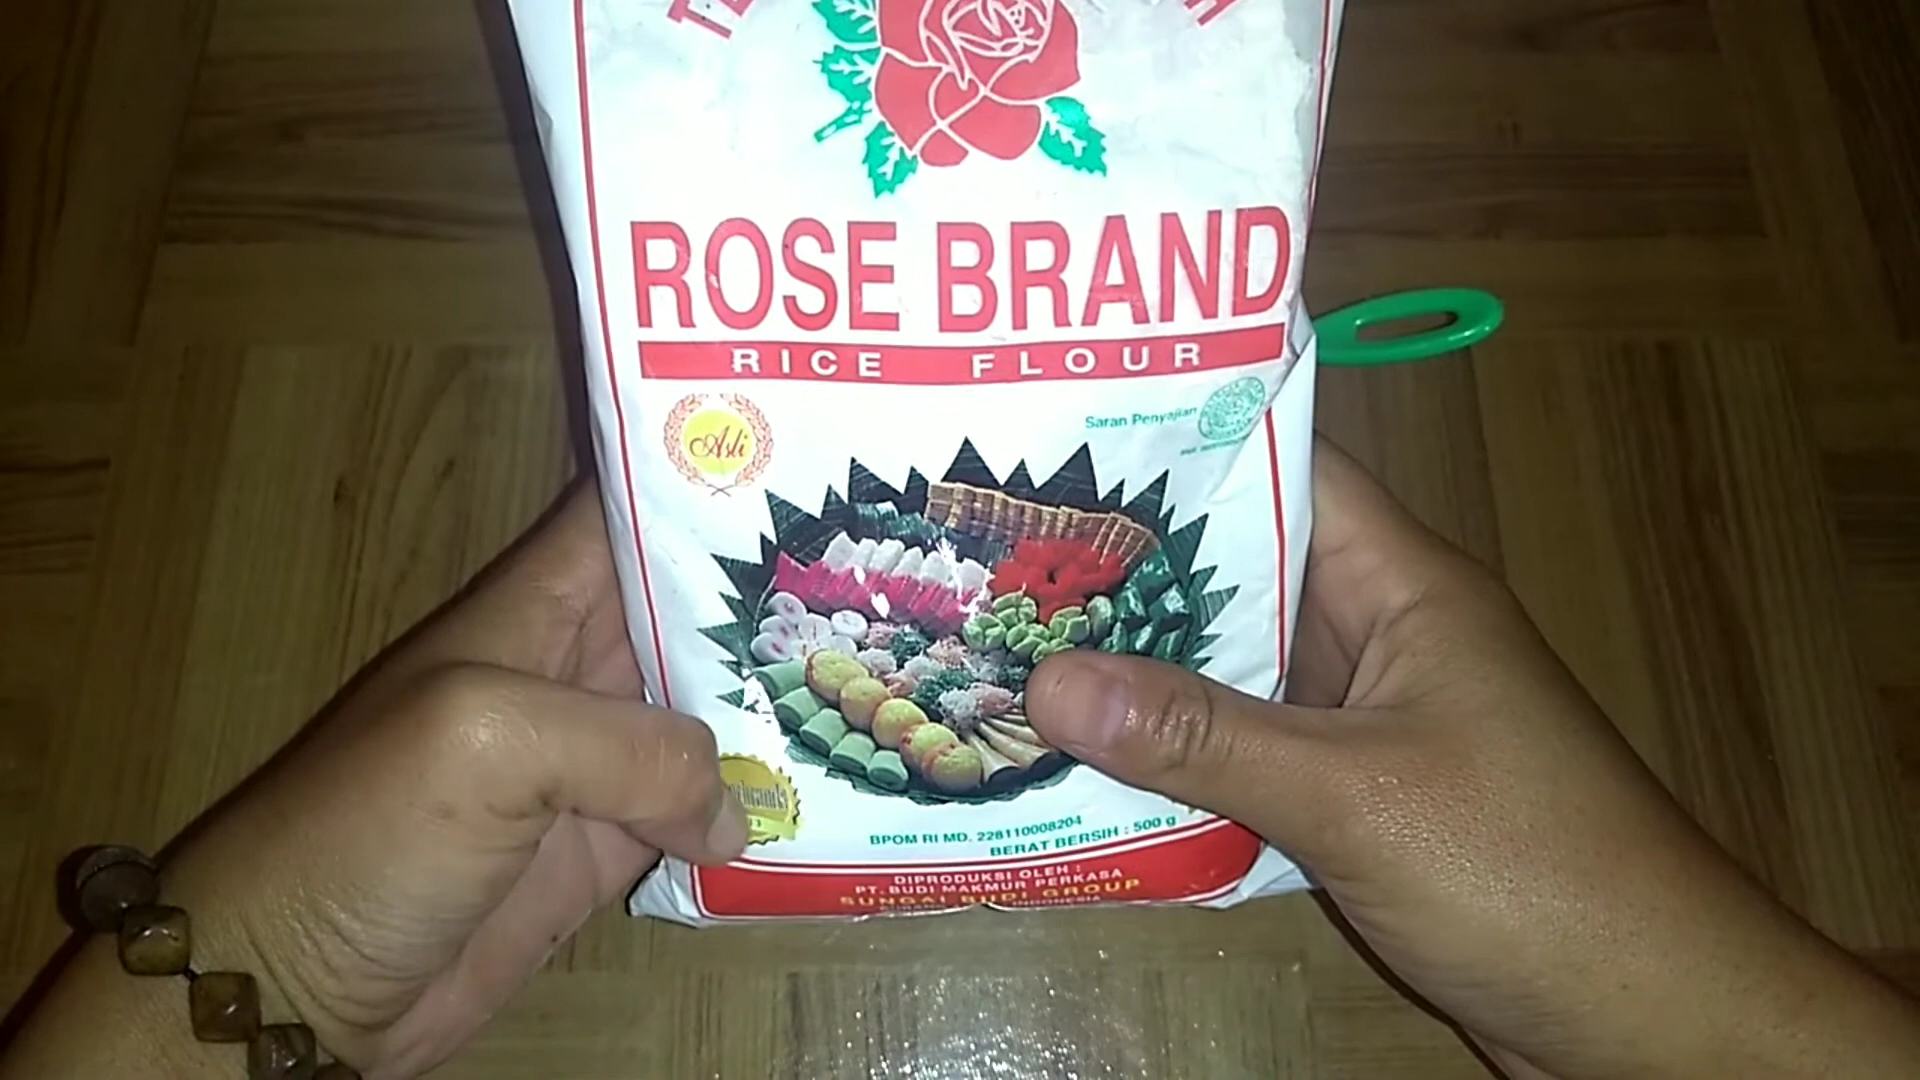 ROSE BRAND
RICE FLOUR
Asli
Saran Penyajian
BPOM RI MD. 228110008204
BERAT BERSIH : 500 g
DIPRODUKSI OLEH :
PT. BUDI MAKMUR PERKASA
SUNGAI BUDI GROUP
INDONESIA